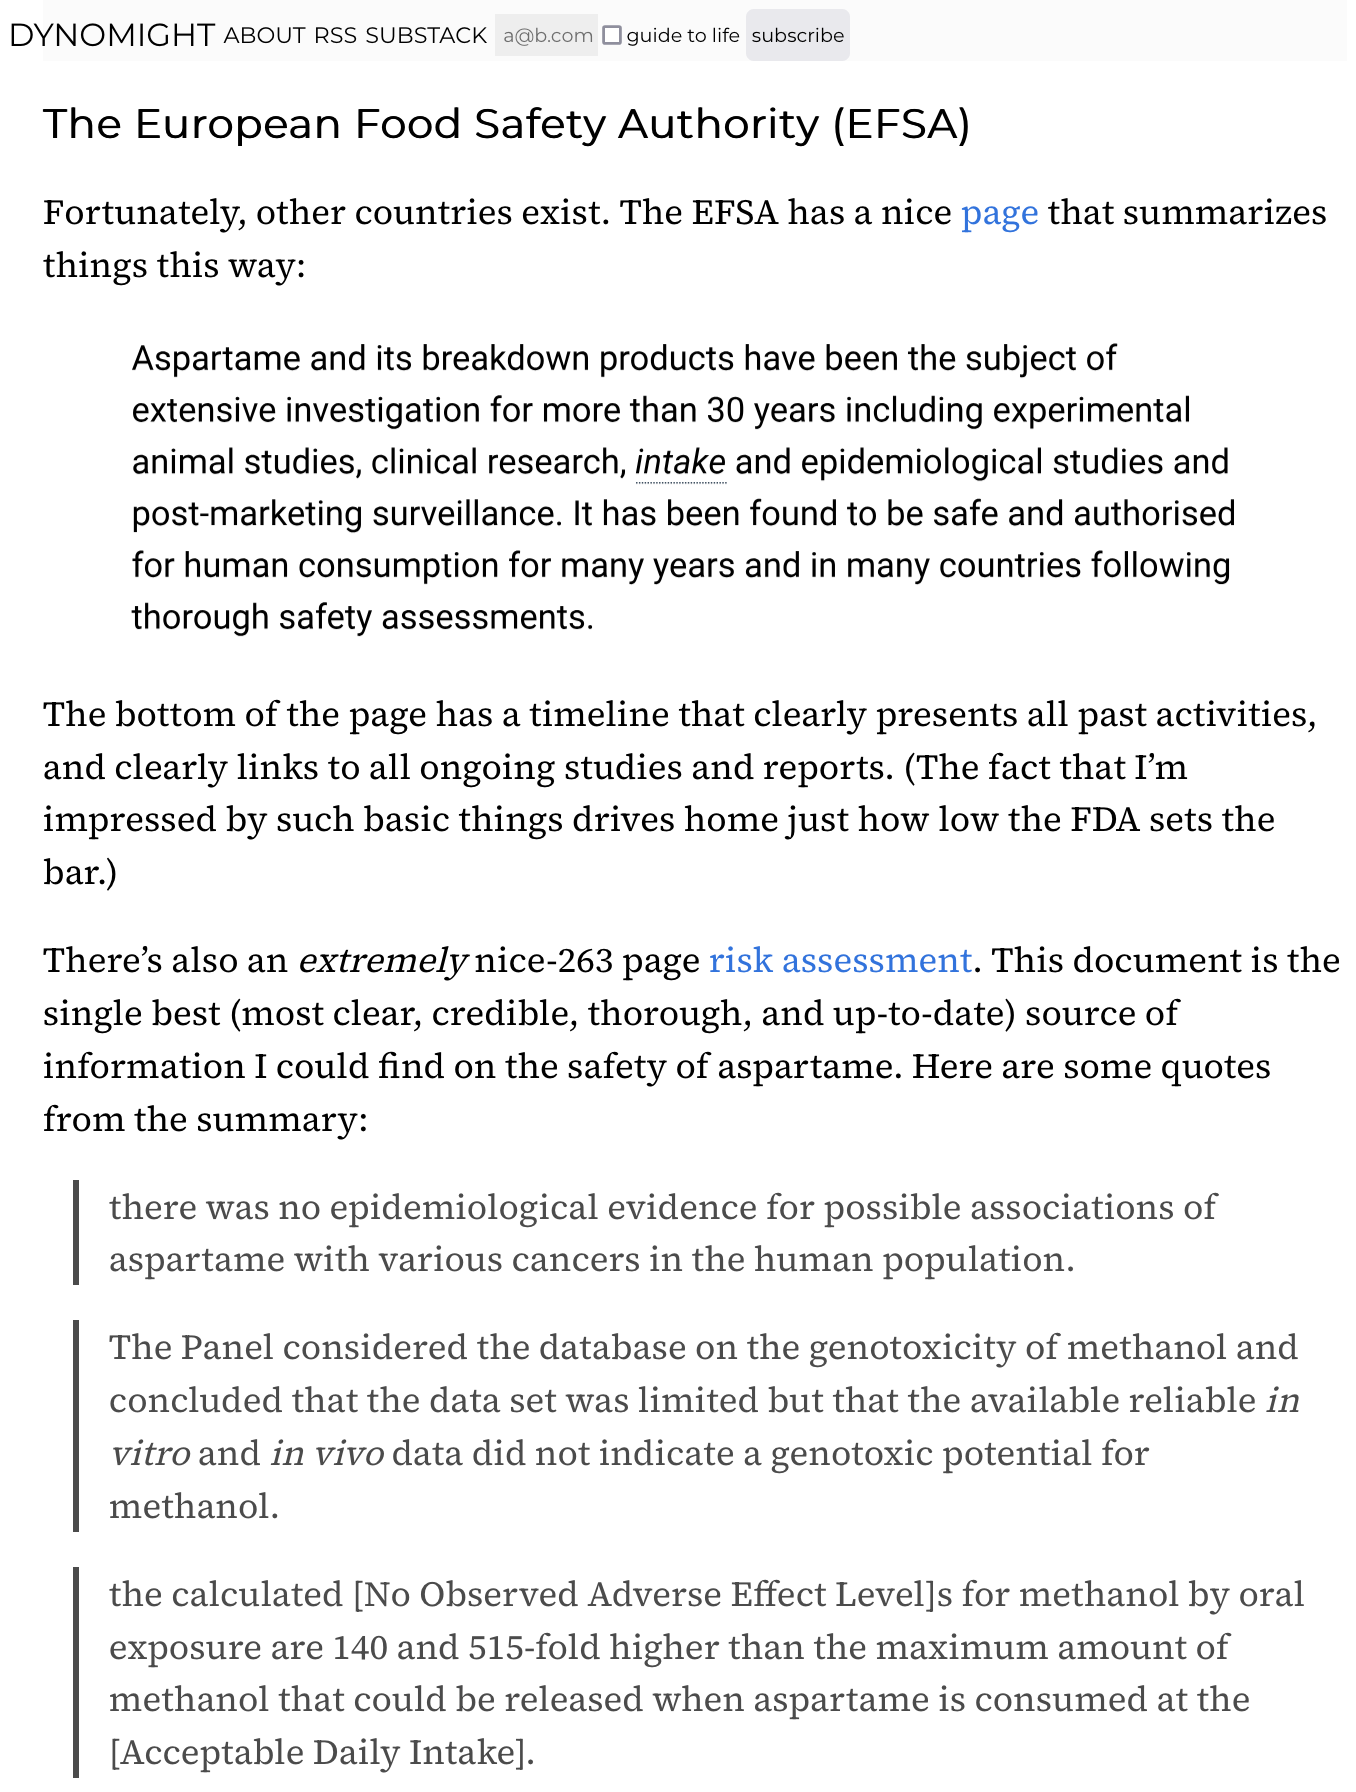 DYNOMIGHT ABOUT RSS SUBSTACK a@b.com guide to life subscribe
The European Food Safety Authority (EFSA)
Fortunately, other countries exist. The EFSA has a nice page that summarizes
things this way:
Aspartame and its breakdown products have been the subject of
extensive investigation for more than 30 years including experimental
animal studies, clinical research, intake and epidemiological studies and
post-marketing surveillance. It has been found to be safe and authorised
for human consumption for many years and in many countries following
thorough safety assessments.
The bottom of the page has a timeline that clearly presents all past activities,
and clearly links to all ongoing studies and reports. (The fact that I’m
impressed by such basic things drives home just how low the FDA sets the
bar.)
There’s also an extremely nice-263 page risk assessment. This document is the
single best (most clear, credible, thorough, and up-to-date) source of
information I could find on the safety of aspartame. Here are some quotes
from the summary:
there was no epidemiological evidence for possible associations of
aspartame with various cancers in the human population.
The Panel considered the database on the genotoxicity of methanol and
concluded that the data set was limited but that the available reliable in
vitro and in vivo data did not indicate a genotoxic potential for
methanol.
the calculated [No Observed Adverse Effect Level]s for methanol by oral
exposure are 140 and 515-fold higher than the maximum amount of
methanol that could be released when aspartame is consumed at the
[Acceptable Daily Intake].